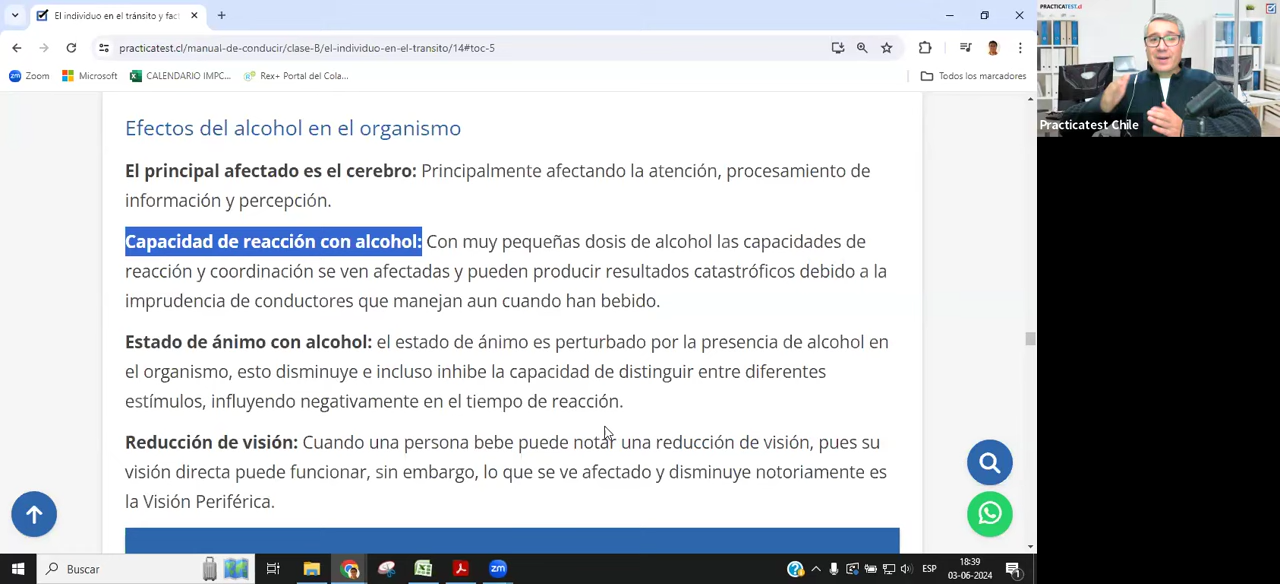 El individuo en el tránsito y fact
practicatest.cl/manual-de-conducir/clase-B/el-individuo-en-el-transito/14#toc-5
Zoom
Microsoft
CALENDARIO IMPC...
Rex+ Portal del Cola...
Todos los marcadores
PRACTICATEST.cl
Practicatest Chile
Efectos del alcohol en el organismo
El principal afectado es el cerebro: Principalmente afectando la atención, procesamiento de
información y percepción.
Capacidad de reacción con alcohol: Con muy pequeñas dosis de alcohol las capacidades de
reacción y coordinación se ven afectadas y pueden producir resultados catastróficos debido a la
imprudencia de conductores que manejan aun cuando han bebido.
Estado de ánimo con alcohol: el estado de ánimo es perturbado por la presencia de alcohol en
el organismo, esto disminuye e incluso inhibe la capacidad de distinguir entre diferentes
estímulos, influyendo negativamente en el tiempo de reacción.
Reducción de visión: Cuando una persona bebe puede notar una reducción de visión, pues su
visión directa puede funcionar, sin embargo, lo que se ve afectado y disminuye notoriamente es
la Visión Periférica.
Buscar
zm
ESP
18:39
03-06-2024
1